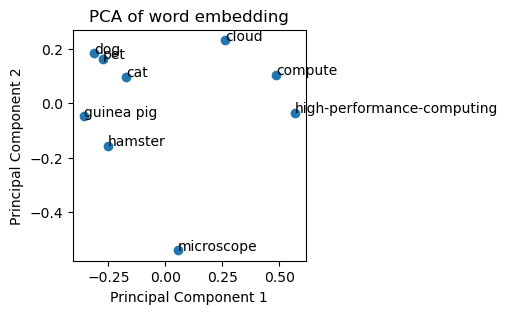 PCA of word embedding
cloud
0.2
dog
pet
compute
cat
0.0
high-performance-computing
guinea pig
hamster
−0.2
−0.4
microscope
−0.25
0.00
0.25
0.50
Principal Component 1
Principal Component 2